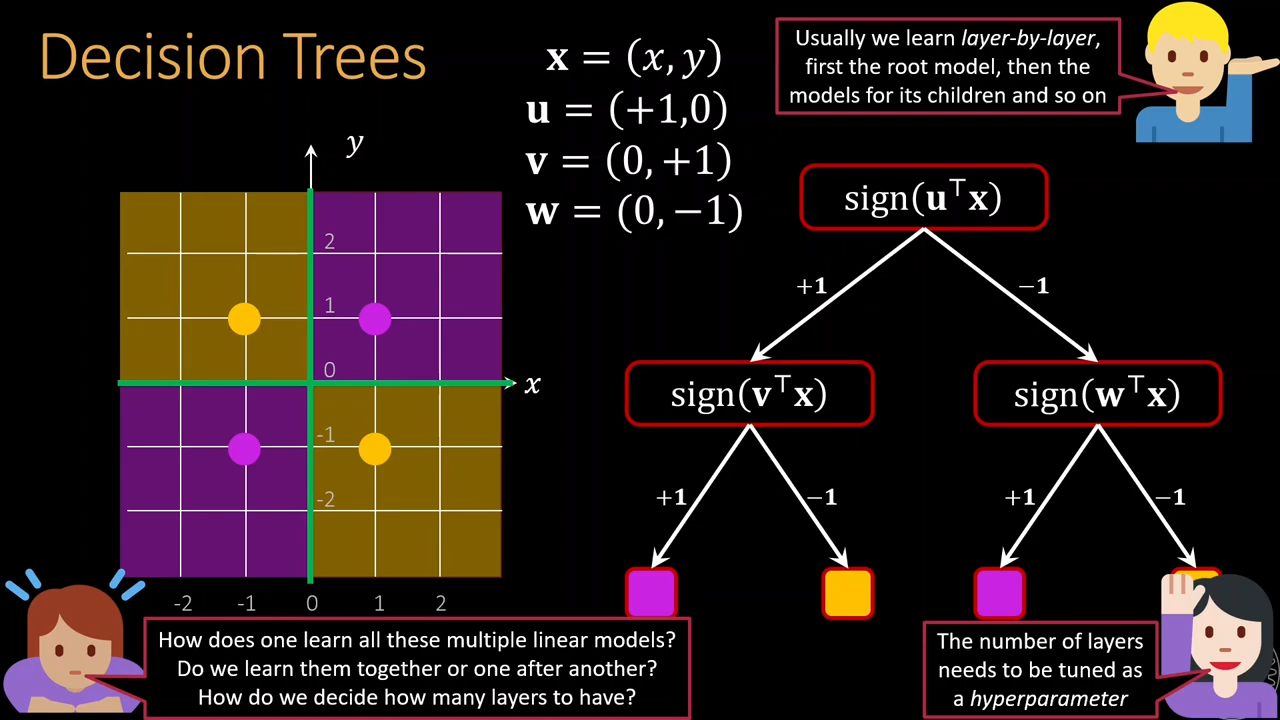 Decision Trees
𝐱 = (𝑥, 𝑦)
𝐮 = (+1,0)
𝐯 = (0, +1)
𝐰 = (0, −1)
Usually we learn layer-by-layer,
first the root model, then the
models for its children and so on
𝑦
2
1
0
-1
-2
𝑥
-2 -1 0 1 2
sign(𝐮⊤𝐱)
+1 −1
sign(𝐯⊤𝐱) sign(𝐰⊤𝐱)
+1 −1 +1 −1
How does one learn all these multiple linear models?
Do we learn them together or one after another?
How do we decide how many layers to have?
The number of layers
needs to be tuned as
a hyperparameter